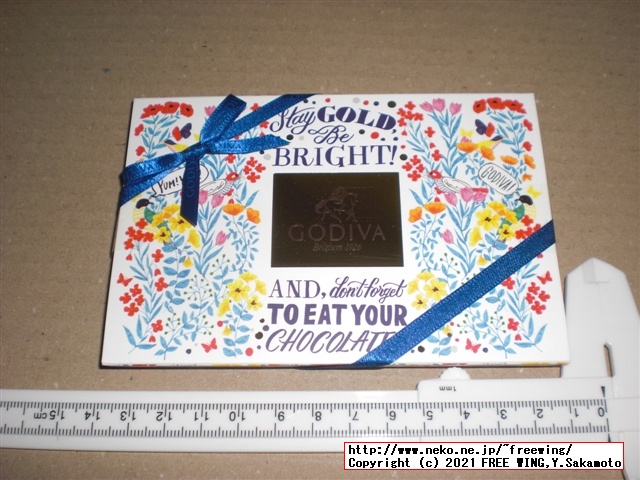 Stay GOLD,
Be
BRIGHT!
YUM!
GODIVA!
GODIVA
Belgium 1926
AND, don't forget
TO EAT YOUR
CHOCOLATE
1mm
15cm 14 13 12 11 10 9 8 7 6 5 4 3 2 1 0
http://www.neko.ne.jp/~freewing/
Copyright (c) 2021 FREE WING,Y.Sakamoto